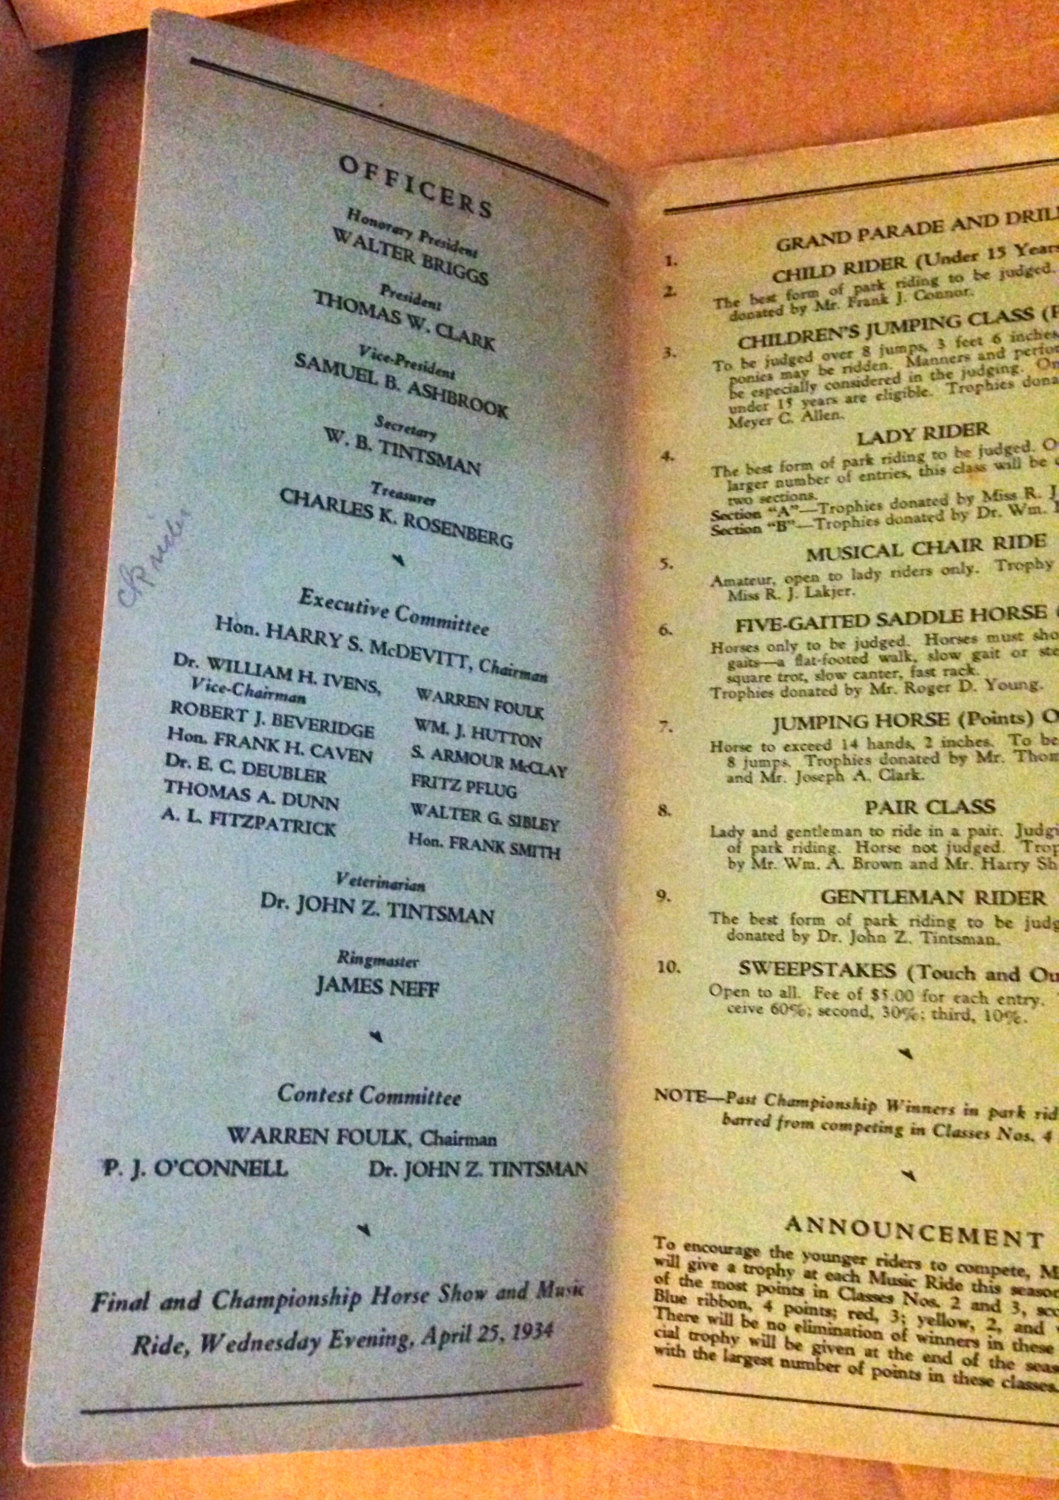 OFFICERS
Honorary President
WALTER BRIGGS
President
THOMAS W. CLARK
Vice-President
SAMUEL B. ASHBROOK
Secretary
W. B. TINTSMAN
Treasurer
CHARLES K. ROSENBERG
Executive Committee
Hon. HARRY S. McDEVITT, Chairman
Dr. WILLIAM H. IVENS,
Vice-Chairman
ROBERT J. BEVERIDGE
Hon. FRANK H. CAVEN
Dr. E. C. DEUBLER
THOMAS A. DUNN
A. L. FITZPATRICK
WARREN FOULK
WM. J. HUTTON
S. ARMOUR McCLAY
FRITZ PFLUG
WALTER G. SIBLEY
Hon. FRANK SMITH
Veterinarian
Dr. JOHN Z. TINTSMAN
Ringmaster
JAMES NEFF
Contest Committee
WARREN FOULK, Chairman
P. J. O'CONNELL Dr. JOHN Z. TINTSMAN
Final and Championship Horse Show and Music
Ride, Wednesday Evening, April 25, 1934
1. GRAND PARADE AND DRIL
2. CHILD RIDER (Under 15 Years
The best form of park riding to be judged.
donated by Mr. Frank J. Connor.
3. CHILDREN'S JUMPING CLASS (
To be judged over 8 jumps, 3 feet 6 inches
ponies may be ridden. Manners and perfo
be especially considered in the judging. On
under 15 years are eligible. Trophies dona
Meyer C. Allen.
4. LADY RIDER
The best form of park riding to be judged. O
larger number of entries, this class will be
two sections.
Section "A"—Trophies donated by Miss R. J.
Section "B"—Trophies donated by Dr. Wm.
5. MUSICAL CHAIR RIDE
Amateur, open to lady riders only. Trophy
Miss R. J. Lakjer.
6. FIVE-GAITED SADDLE HORSE
Horses only to be judged. Horses must sho
gaits—a flat-footed walk, slow gait or ste
square trot, slow canter, fast rack.
Trophies donated by Mr. Roger D. Young.
7. JUMPING HORSE (Points) O
Horse to exceed 14 hands, 2 inches. To be
8 jumps. Trophies donated by Mr. Thom
and Mr. Joseph A. Clark.
8. PAIR CLASS
Lady and gentleman to ride in a pair. Judgi
of park riding. Horse not judged. Trop
by Mr. Wm. A. Brown and Mr. Harry Sh
9. GENTLEMAN RIDER
The best form of park riding to be judg
donated by Dr. John Z. Tintsman.
10. SWEEPSTAKES (Touch and Ou
Open to all. Fee of $5.00 for each entry.
ceive 60%; second, 30%; third, 10%.
NOTE—Past Championship Winners in park rid
barred from competing in Classes Nos. 4
ANNOUNCEMENT
To encourage the younger riders to compete, M
will give a trophy at each Music Ride this season
of the most points in Classes Nos. 2 and 3, sco
Blue ribbon, 4 points; red, 3; yellow, 2, and
There will be no elimination of winners in these
cial trophy will be given at the end of the seas
with the largest number of points in these classes.